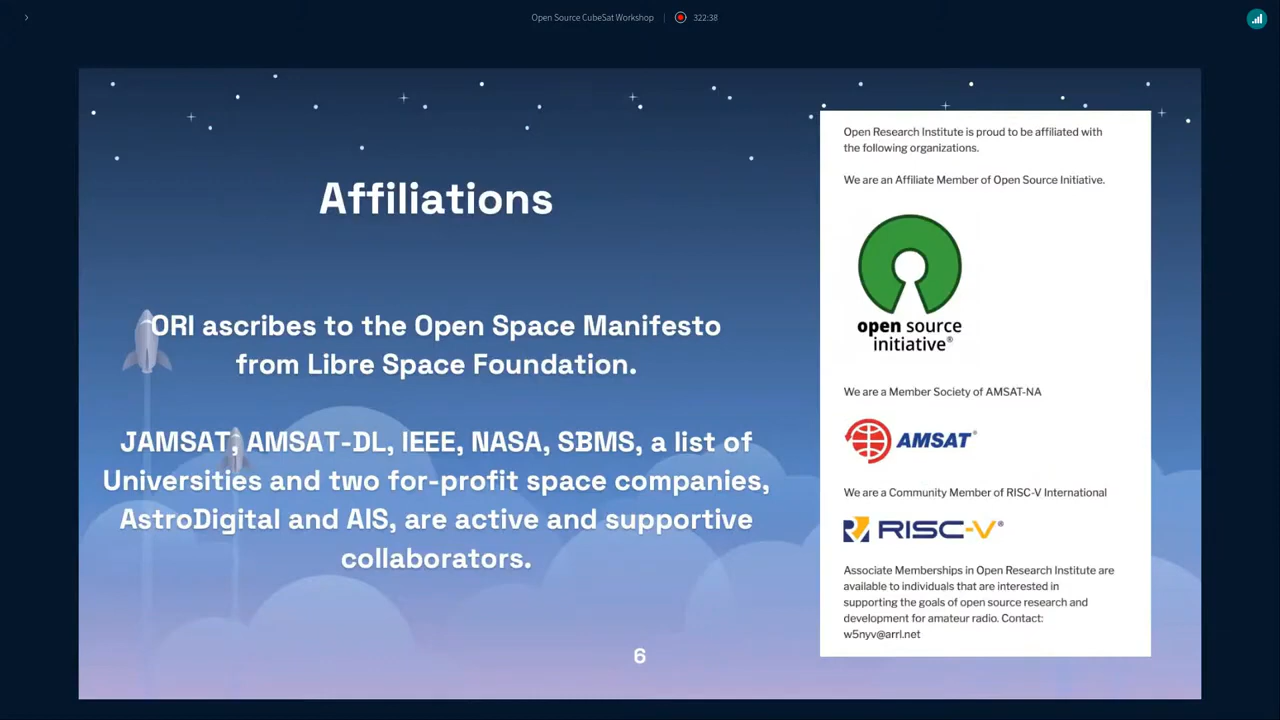 Open Source CubeSat Workshop
322:38
Affiliations
ORI ascribes to the Open Space Manifesto
from Libre Space Foundation.
JAMSAT, AMSAT-DL, IEEE, NASA, SBMS, a list of
Universities and two for-profit space companies,
AstroDigital and AIS, are active and supportive
collaborators.
6
Open Research Institute is proud to be affiliated with
the following organizations.
We are an Affiliate Member of Open Source Initiative.
open source
initiative®
We are a Member Society of AMSAT-NA
AMSAT®
We are a Community Member of RISC-V International
RISC-V®
Associate Memberships in Open Research Institute are
available to individuals that are interested in
supporting the goals of open source research and
development for amateur radio. Contact:
w5nyv@arrl.net